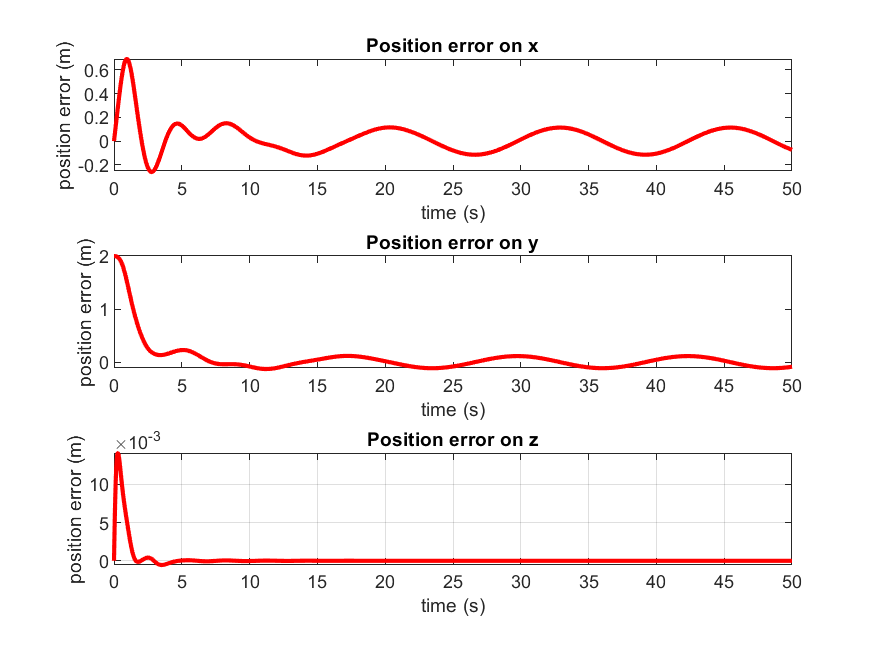 Position error on x
position error (m)
0.6
0.4
0.2
0
-0.2
0 5 10 15 20 25 30 35 40 45 50
time (s)
Position error on y
position error (m)
2
1
0
0 5 10 15 20 25 30 35 40 45 50
time (s)
Position error on z
×10-3
position error (m)
10
5
0
0 5 10 15 20 25 30 35 40 45 50
time (s)